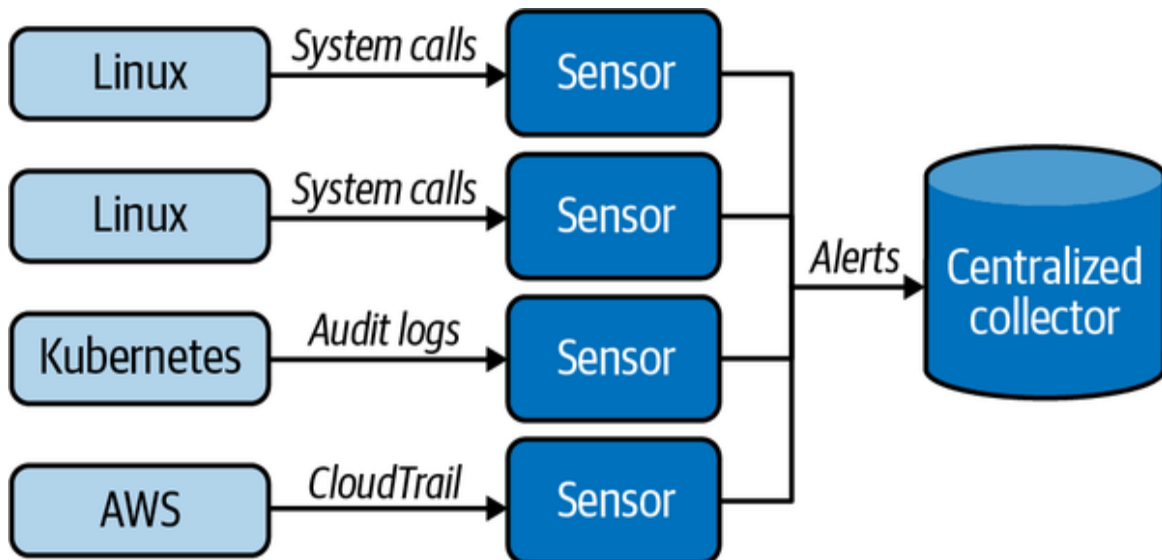 Linux
System calls
Sensor
Linux
System calls
Sensor
Kubernetes
Audit logs
Sensor
AWS
CloudTrail
Sensor
Alerts
Centralized
collector